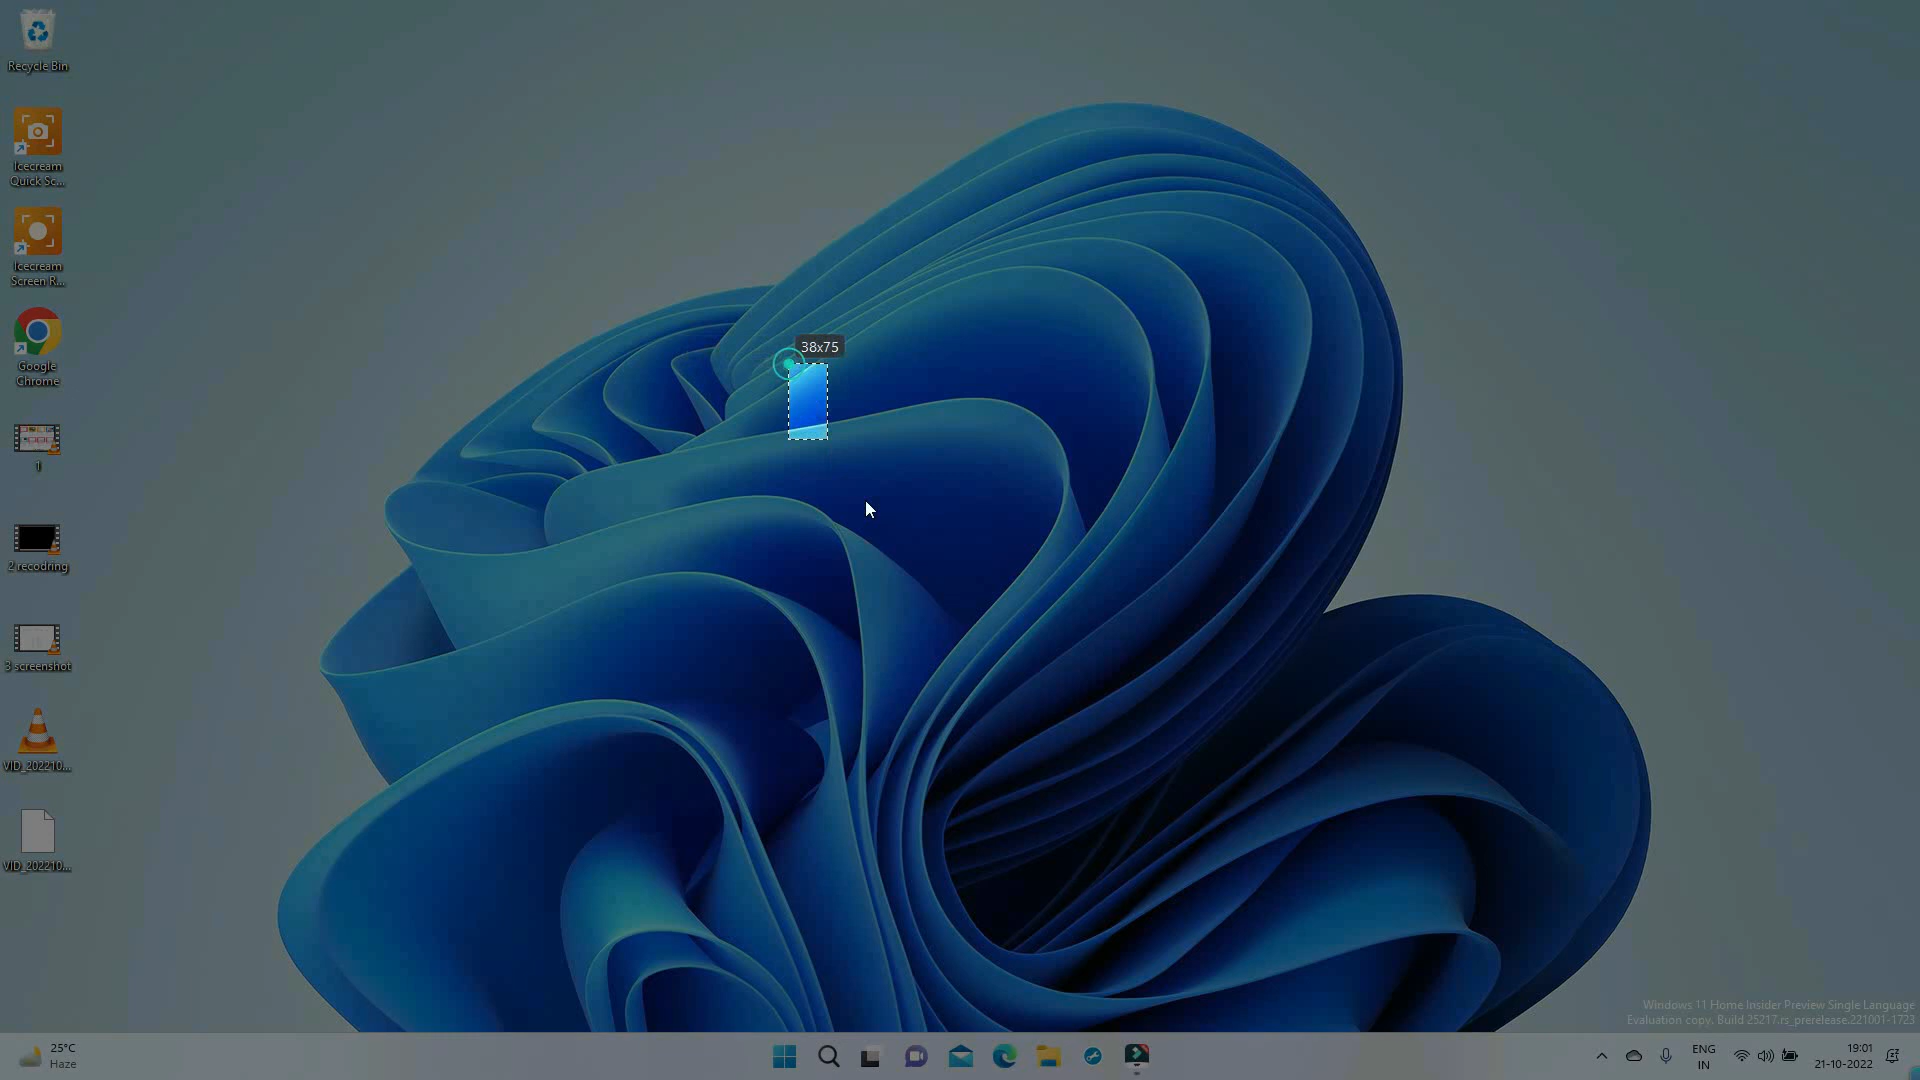 Recycle Bin
Icecream
Quick Sc...
Icecream
Screen R...
Google
Chrome
1
2 recodring
3 screenshot
VID_202210...
VID_202210...
38x75
Windows 11 Home Insider Preview Single Language
Evaluation copy. Build 25217.rs_prerelease.221001-1723
25°C
Haze
ENG
IN
19:01
21-10-2022